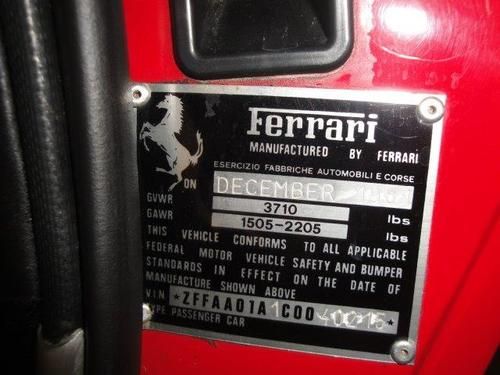 Ferrari
MANUFACTURED BY FERRARI
ESERCIZIO FABBRICHE AUTOMOBILI E CORSE
ON DECEMBER
GVWR 3710 lbs
GAWR 1505-2205 lbs
THIS VEHICLE CONFORMS TO ALL APPLICABLE
FEDERAL MOTOR VEHICLE SAFETY AND BUMPER
STANDARDS IN EFFECT ON THE DATE OF
MANUFACTURE SHOWN ABOVE
V.I.N. ★ZFFAA01A1C0040015★
TYPE PASSENGER CAR